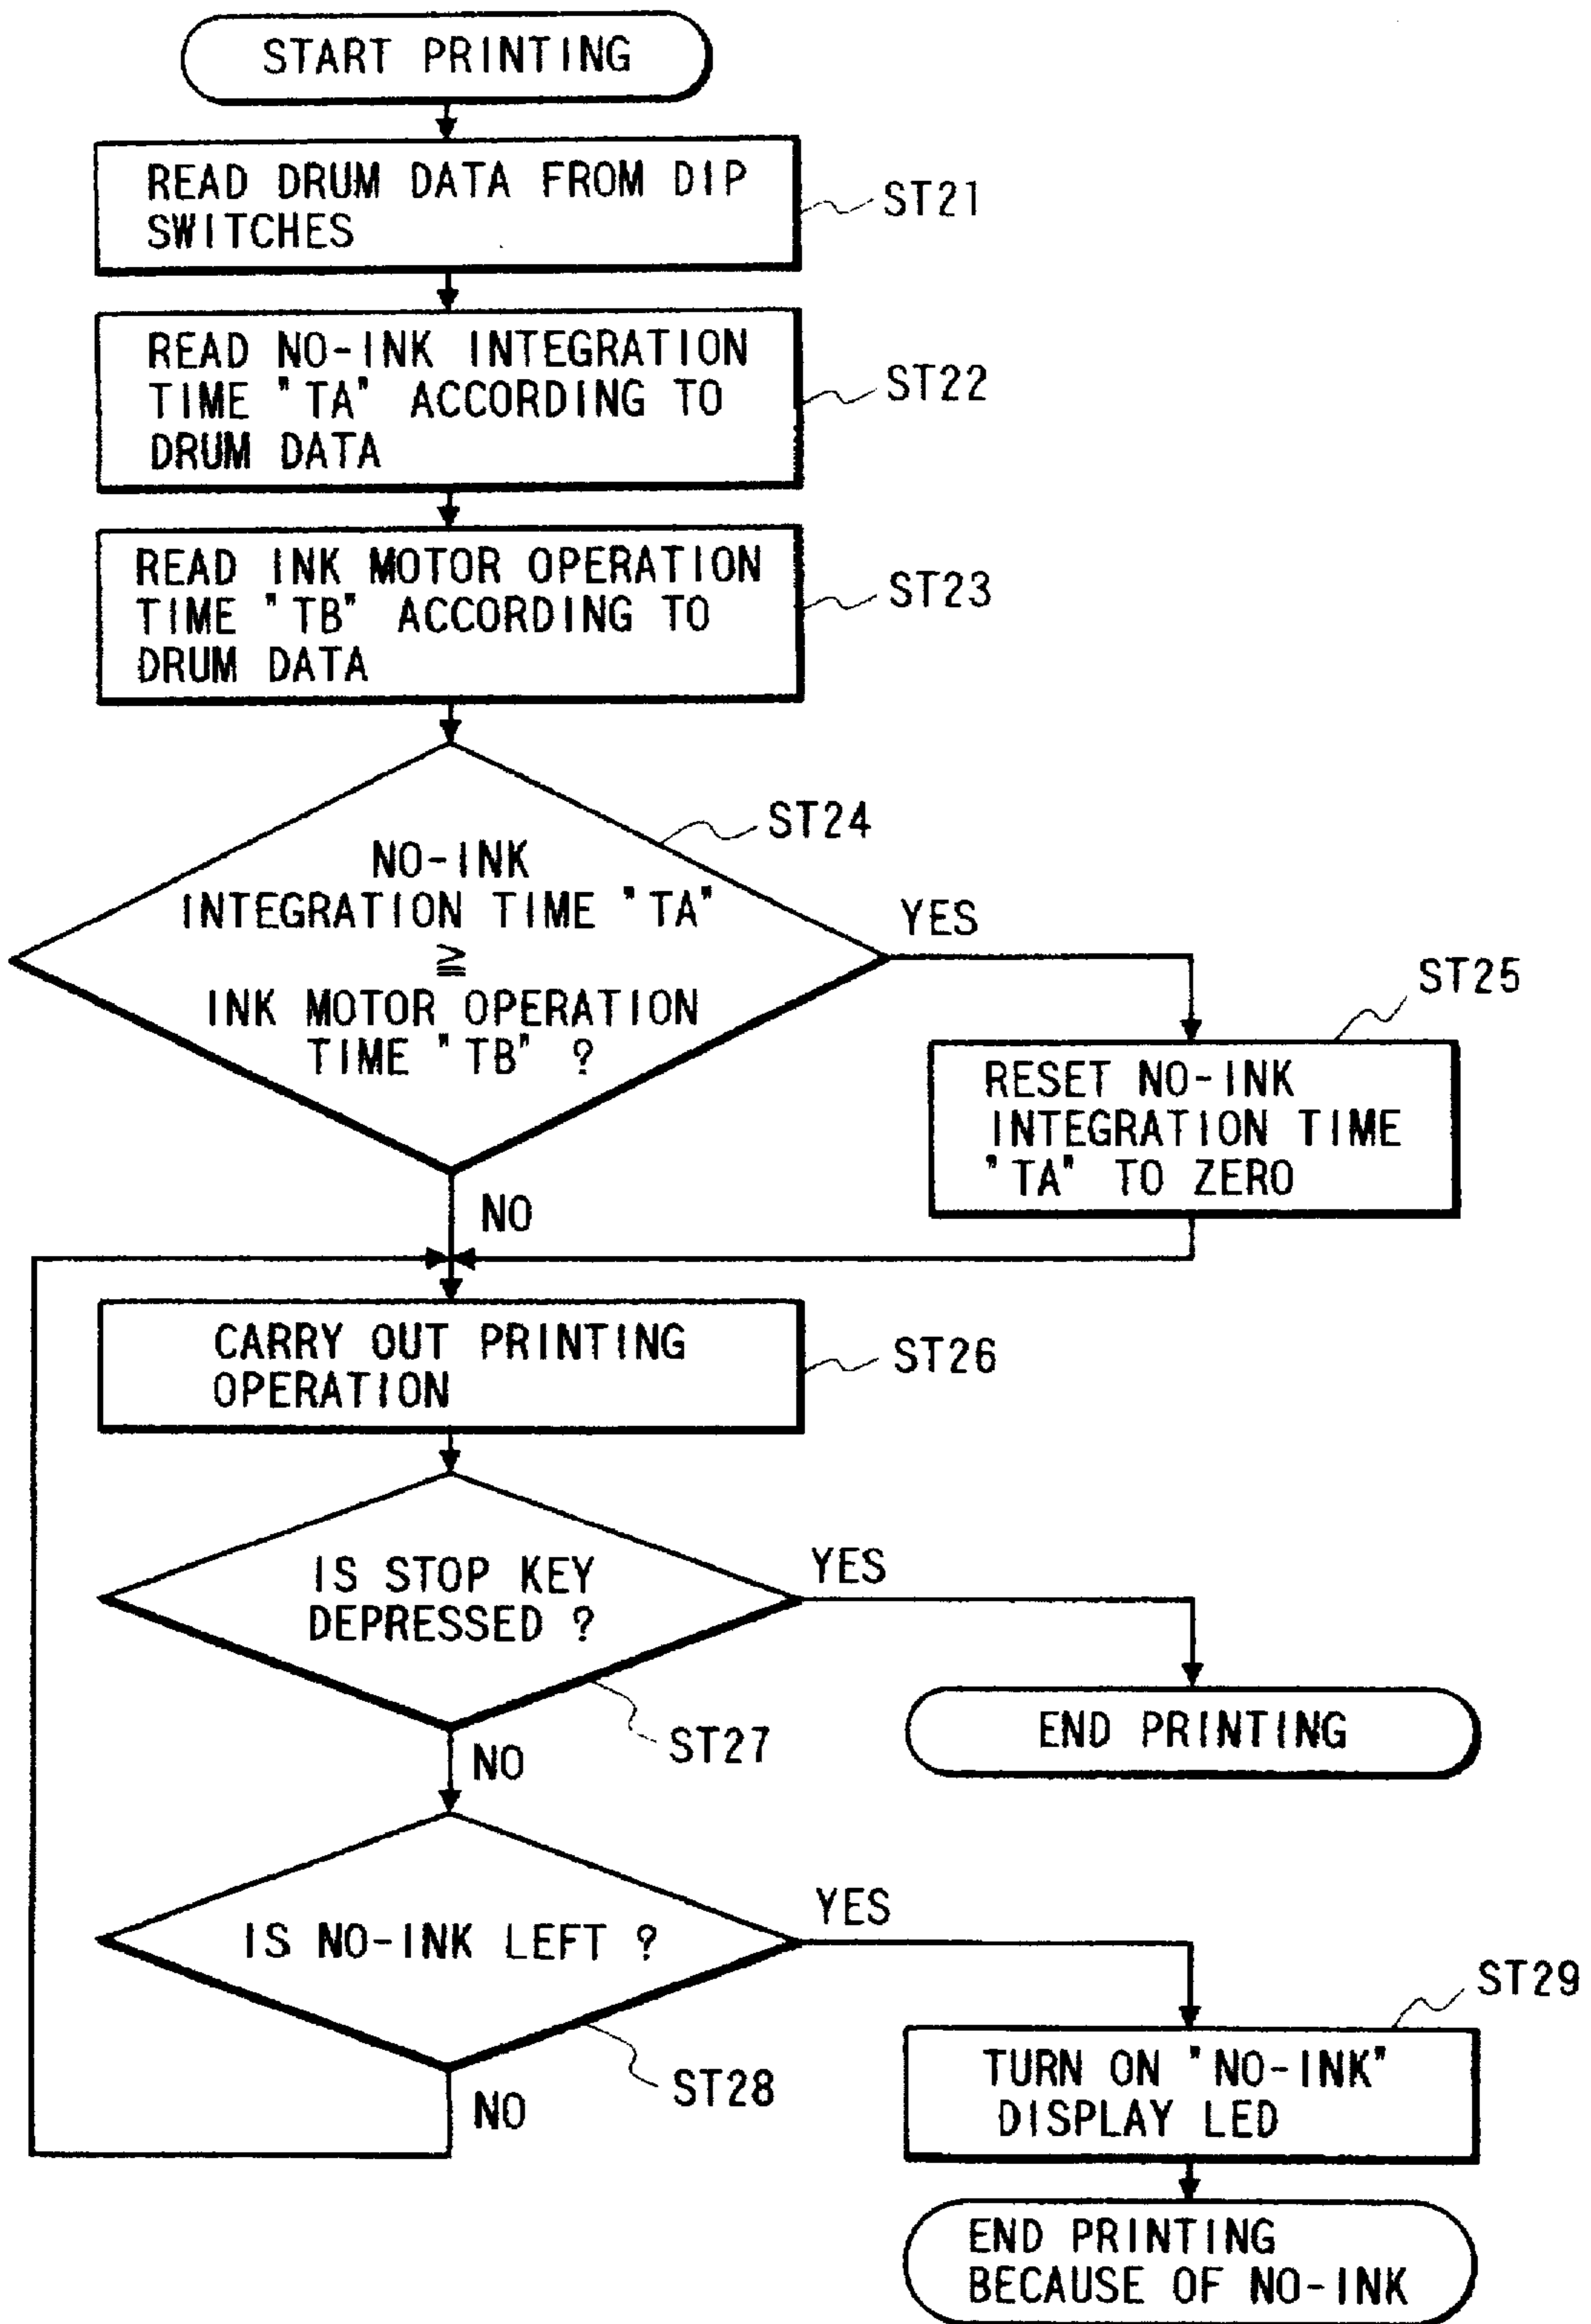 START PRINTING
READ DRUM DATA FROM DIP
SWITCHES
ST21
READ NO-INK INTEGRATION
TIME "TA" ACCORDING TO
DRUM DATA
ST22
READ INK MOTOR OPERATION
TIME "TB" ACCORDING TO
DRUM DATA
ST23
ST24
NO-INK
INTEGRATION TIME "TA"
≧
INK MOTOR OPERATION
TIME "TB" ?
YES
NO
ST25
RESET NO-INK
INTEGRATION TIME
"TA" TO ZERO
CARRY OUT PRINTING
OPERATION
ST26
IS STOP KEY
DEPRESSED ?
YES
ST27
NO
END PRINTING
IS NO-INK LEFT ?
YES
ST28
NO
ST29
TURN ON "NO-INK"
DISPLAY LED
END PRINTING
BECAUSE OF NO-INK